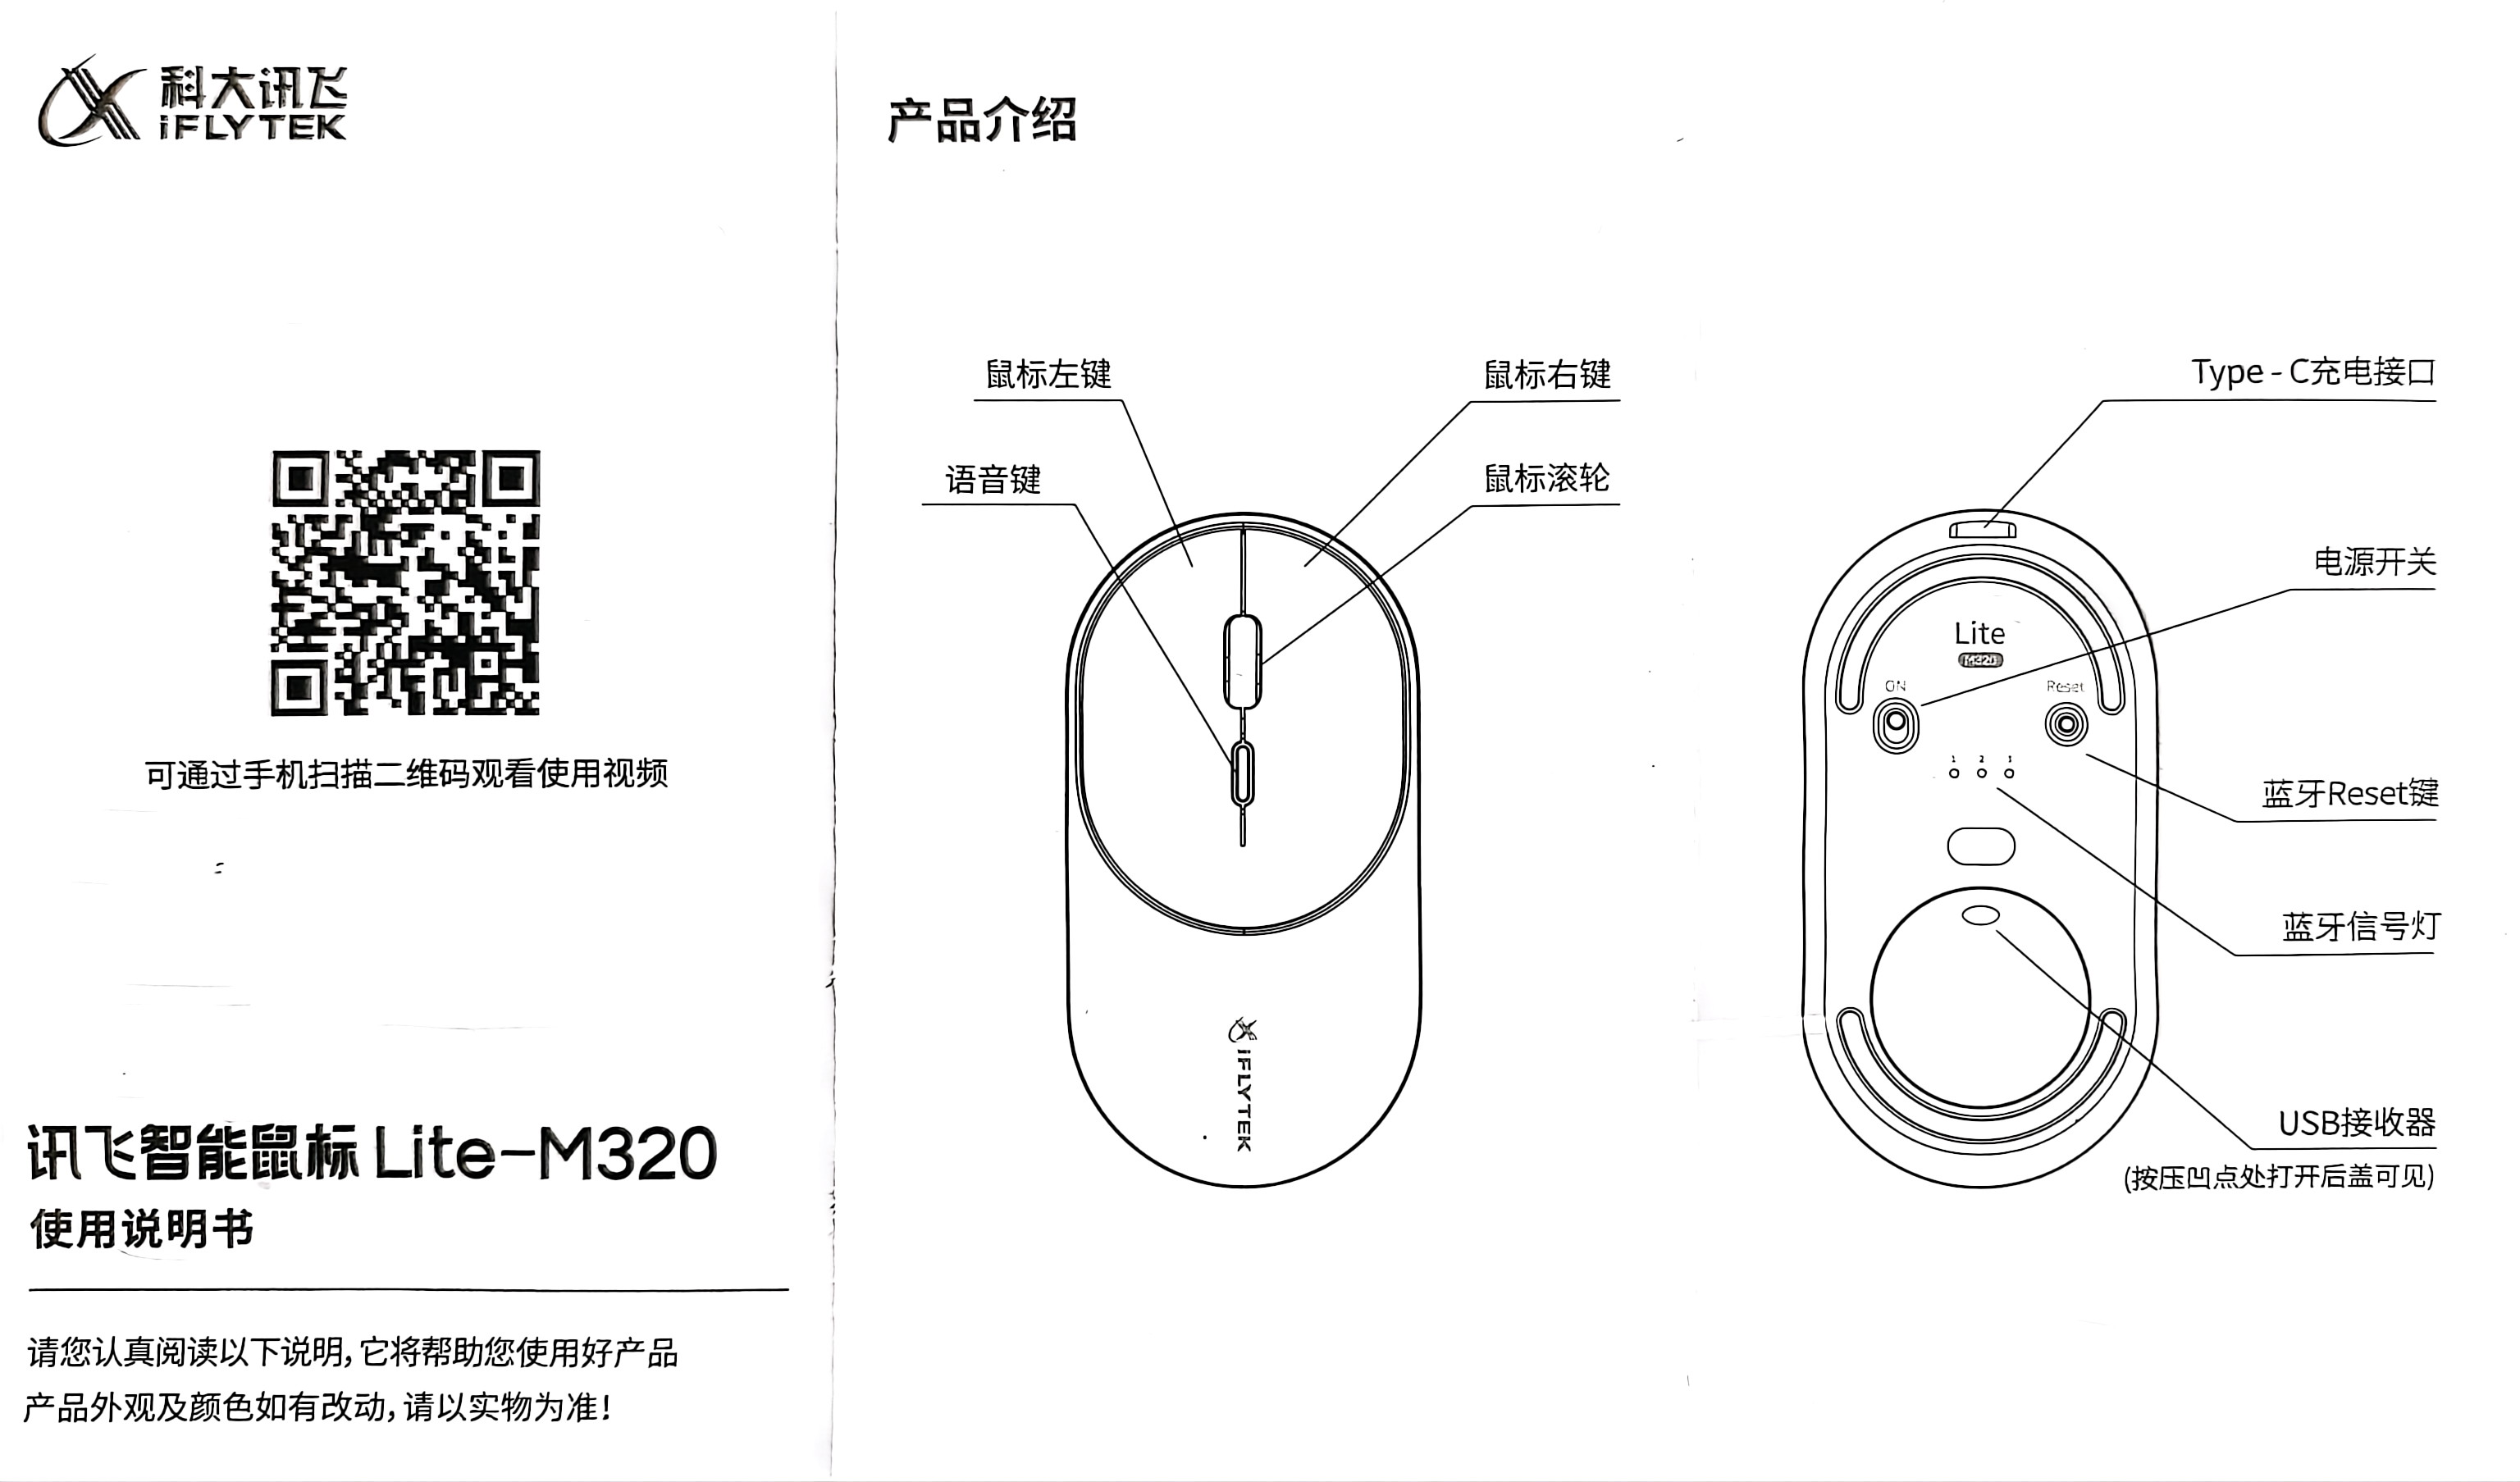 科大讯飞
iFLYTEK
可通过手机扫描二维码观看使用视频
讯飞智能鼠标 Lite-M320
使用说明书
请您认真阅读以下说明,它将帮助您使用好产品
产品外观及颜色如有改动,请以实物为准!
产品介绍
鼠标左键
鼠标右键
语音键
鼠标滚轮
iFLYTEK
Type-C充电接口
电源开关
Lite
M320
ON
Reset
1 2 3
蓝牙Reset键
蓝牙信号灯
USB接收器
(按压凹点处打开后盖可见)